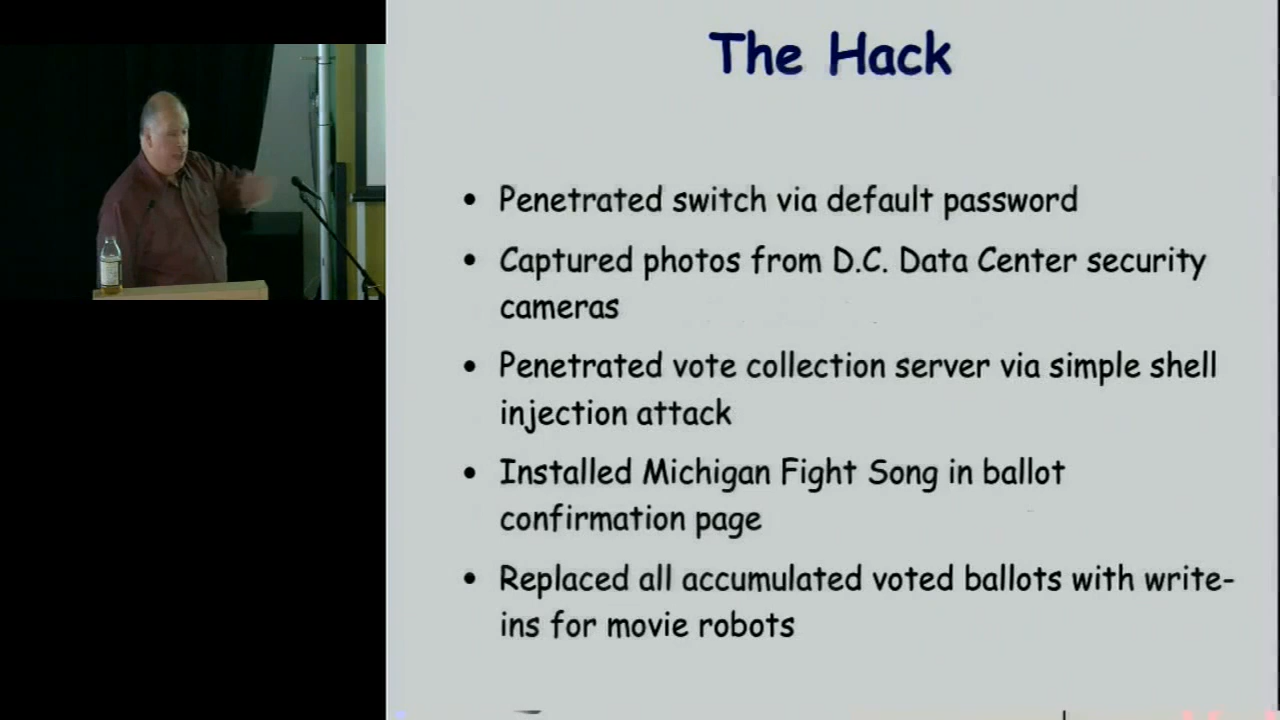 The Hack
• Penetrated switch via default password
• Captured photos from D.C. Data Center security
cameras
• Penetrated vote collection server via simple shell
injection attack
• Installed Michigan Fight Song in ballot
confirmation page
• Replaced all accumulated voted ballots with write-
ins for movie robots